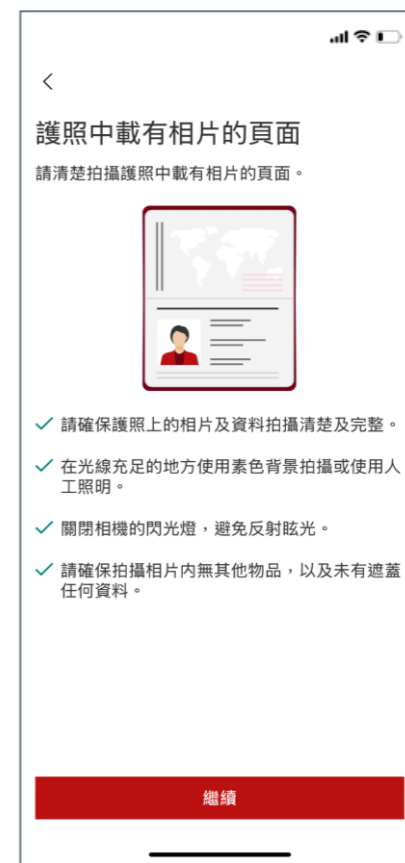 護照中載有相片的頁面
請清楚拍攝護照中載有相片的頁面。
請確保護照上的相片及資料拍攝清楚及完整。
在光線充足的地方使用素色背景拍攝或使用人
工照明。
關閉相機的閃光燈，避免反射眩光。
請確保拍攝相片內無其他物品，以及未有遮蓋
任何資料。
繼續